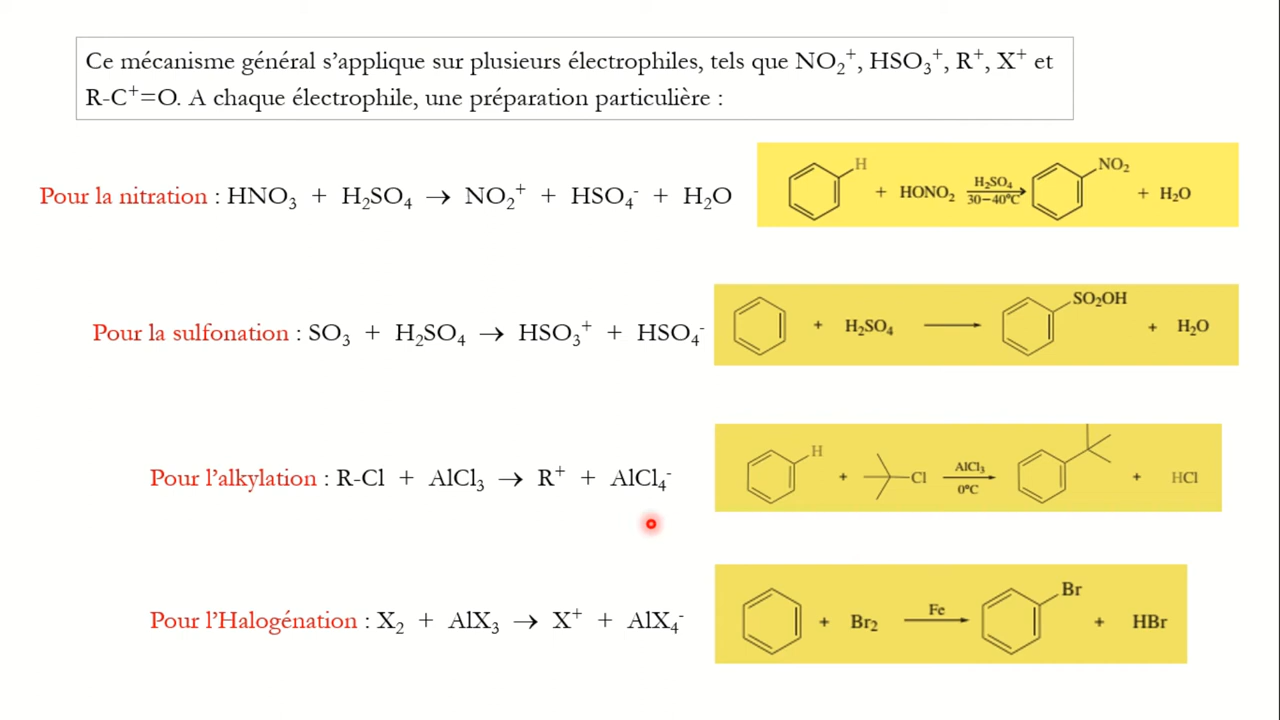 Ce mécanisme général s’applique sur plusieurs électrophiles, tels que NO₂⁺, HSO₃⁺, R⁺, X⁺ et
R-C⁺=O. A chaque électrophile, une préparation particulière :
Pour la nitration : HNO₃ + H₂SO₄ → NO₂⁺ + HSO₄⁻ + H₂O
H
+ HONO₂
H₂SO₄
30–40°C
NO₂
+ H₂O
Pour la sulfonation : SO₃ + H₂SO₄ → HSO₃⁺ + HSO₄⁻
+ H₂SO₄
SO₂OH
+ H₂O
Pour l’alkylation : R-Cl + AlCl₃ → R⁺ + AlCl₄⁻
H
+
Cl
AlCl₃
0°C
+ HCl
Pour l’Halogénation : X₂ + AlX₃ → X⁺ + AlX₄⁻
+ Br₂
Fe
Br
+ HBr